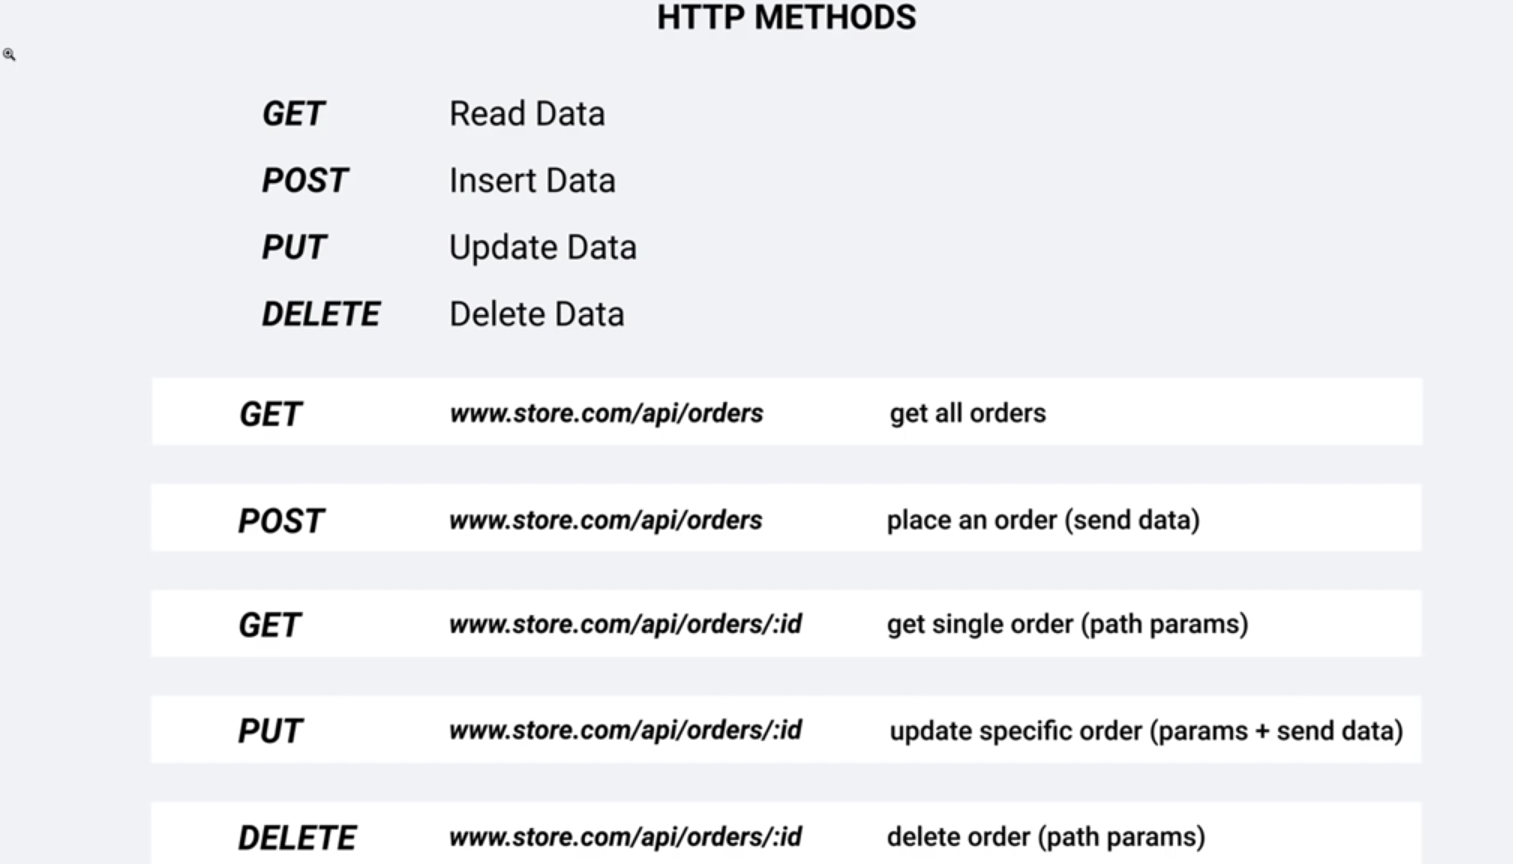 HTTP METHODS
GET Read Data
POST Insert Data
PUT Update Data
DELETE Delete Data
GET www.store.com/api/orders get all orders
POST www.store.com/api/orders place an order (send data)
GET www.store.com/api/orders/:id get single order (path params)
PUT www.store.com/api/orders/:id update specific order (params + send data)
DELETE www.store.com/api/orders/:id delete order (path params)